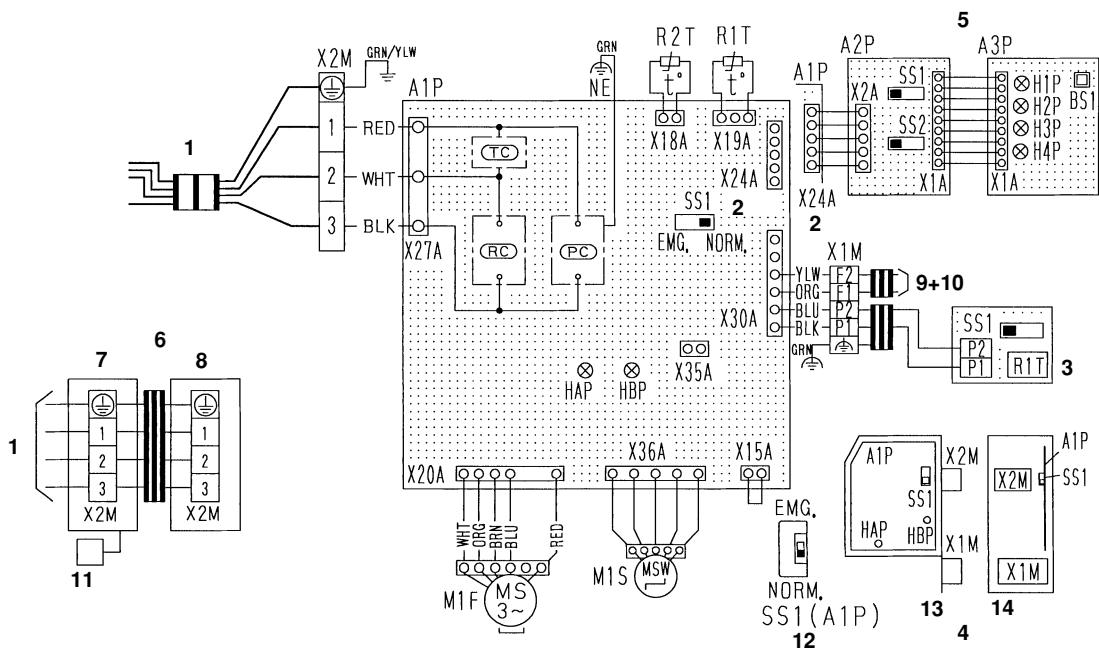 X2M
GRN/YLW
1
1
2
3
RED
WHT
BLK
A1P
X27A
TC
RC
PC
GRN
NE
R2T
R1T
t°
t°
X18A
X19A
X24A
2
SS1
EMG. NORM.
X30A
X35A
HAP
HBP
X20A
X36A
X15A
WHT
ORG
BRN
BLU
RED
M1F
MS
3~
M1S
MSW
5
A1P
X24A
2
A2P
X2A
SS1
SS2
X1A
A3P
H1P
H2P
H3P
H4P
BS1
X1A
X1M
YLW F2
ORG F1
BLU P2
BLK P1
GRN
9+10
SS1
P2
P1
R1T
3
6
7
8
1
1
2
3
X2M
1
2
3
X2M
11
EMG.
NORM.
SS1(A1P)
12
A1P
SS1
HAP
HBP
X2M
X1M
13
A1P
X2M
SS1
X1M
14
4